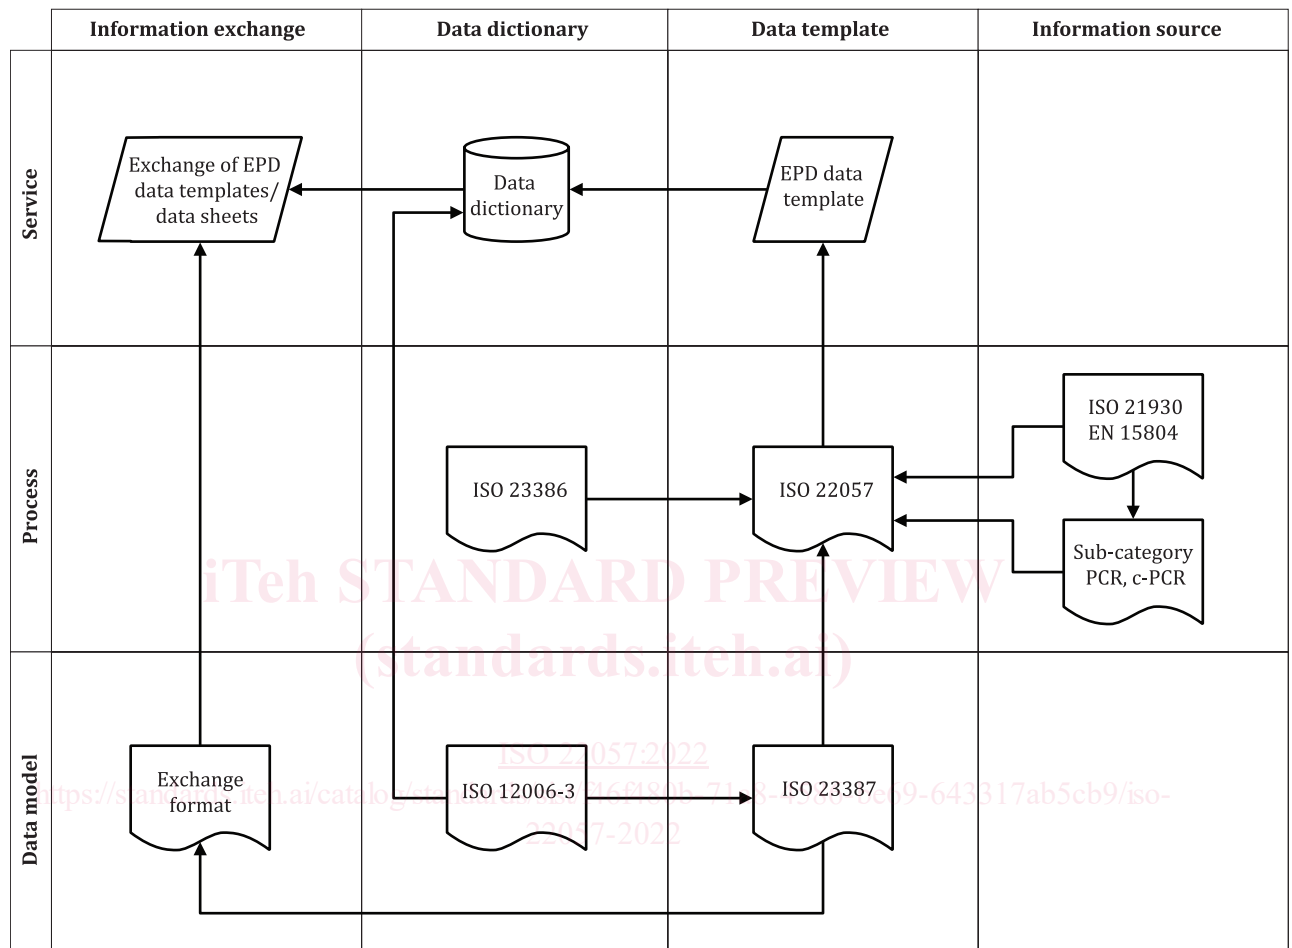 Information exchange
Data dictionary
Data template
Information source
Service
Exchange of EPD
data templates/
data sheets
Data
dictionary
EPD data
template
Process
ISO 23386
ISO 22057
ISO 21930
EN 15804
Sub-category
PCR, c-PCR
iTeh STANDARD PREVIEW
(standards.iteh.ai)
Data model
Exchange
format
ISO 12006-3
ISO 23387
ISO 22057:2022
22057-2022